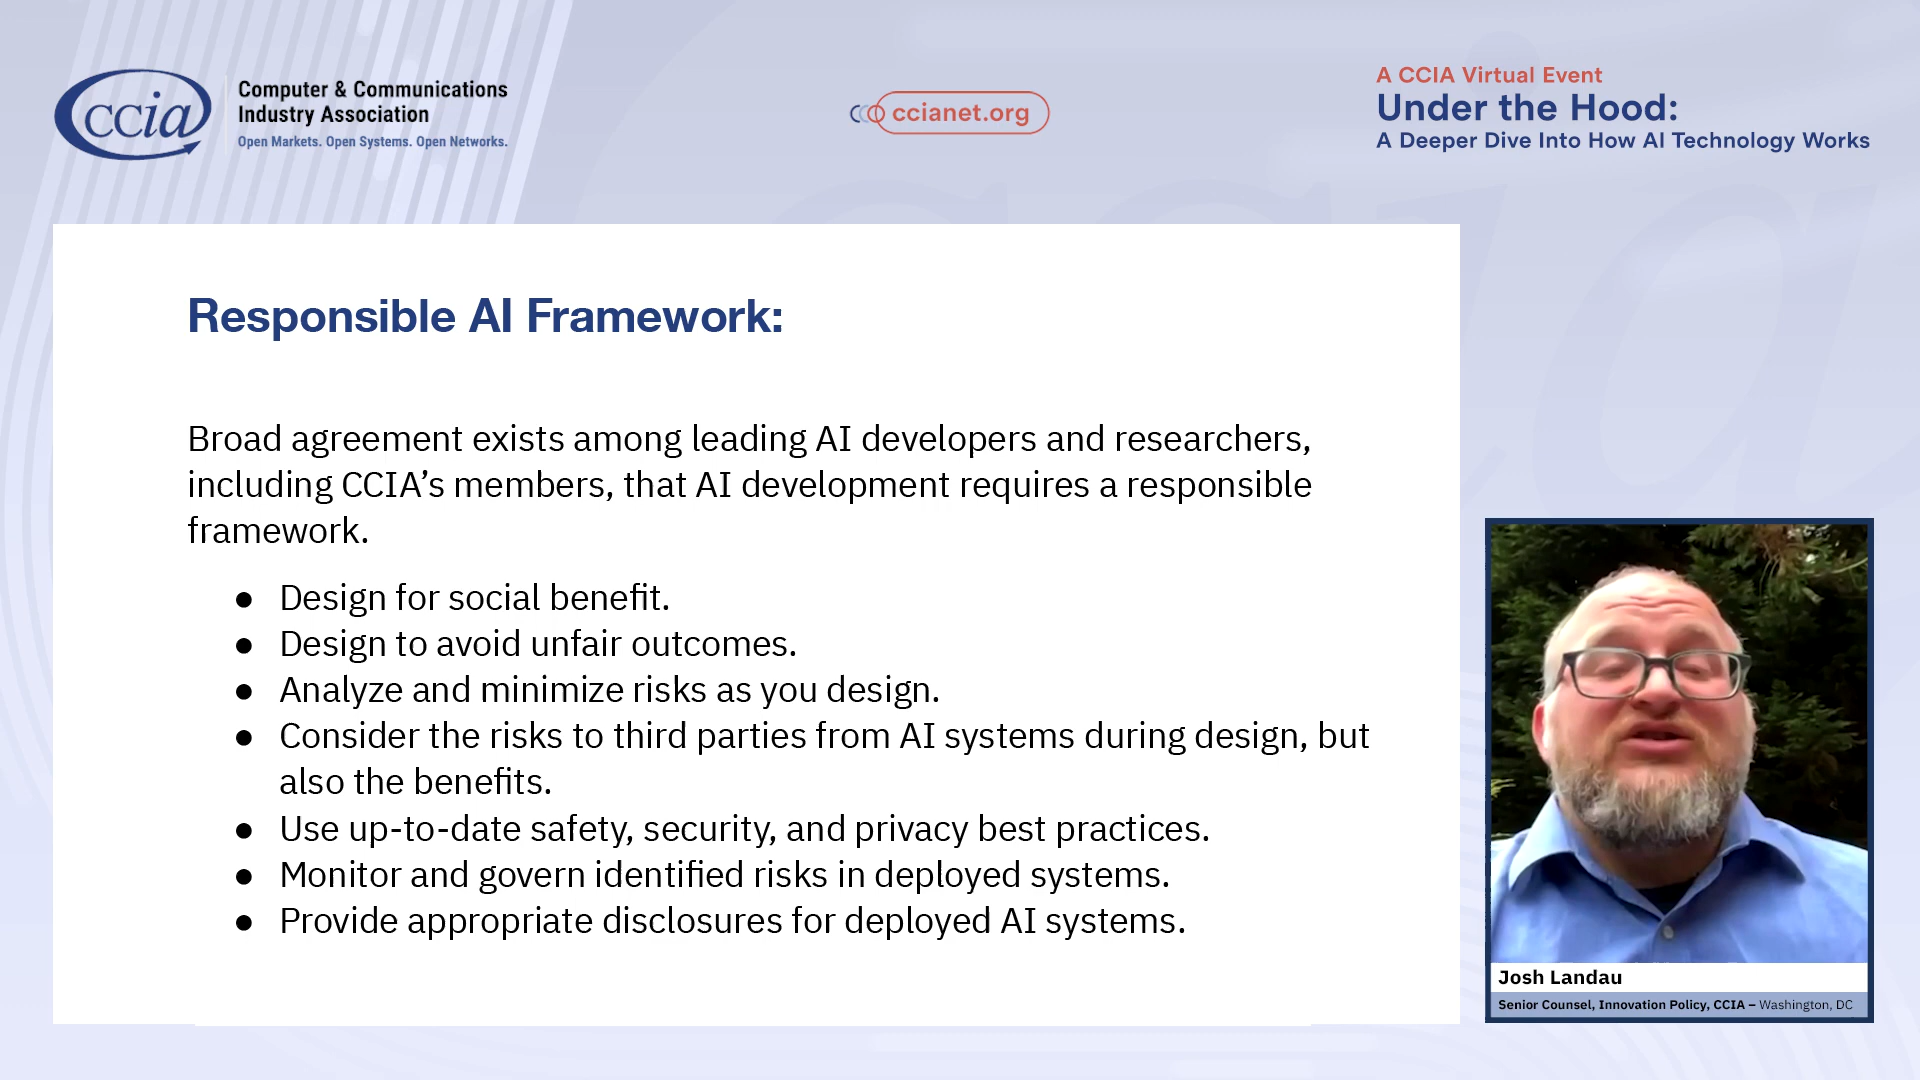 ccia
Computer & Communications
Industry Association
Open Markets. Open Systems. Open Networks.
ccianet.org
A CCIA Virtual Event
Under the Hood:
A Deeper Dive Into How AI Technology Works
Responsible AI Framework:
Broad agreement exists among leading AI developers and researchers,
including CCIA’s members, that AI development requires a responsible
framework.
● Design for social benefit.
● Design to avoid unfair outcomes.
● Analyze and minimize risks as you design.
● Consider the risks to third parties from AI systems during design, but
also the benefits.
● Use up-to-date safety, security, and privacy best practices.
● Monitor and govern identified risks in deployed systems.
● Provide appropriate disclosures for deployed AI systems.
Josh Landau
Senior Counsel, Innovation Policy, CCIA – Washington, DC